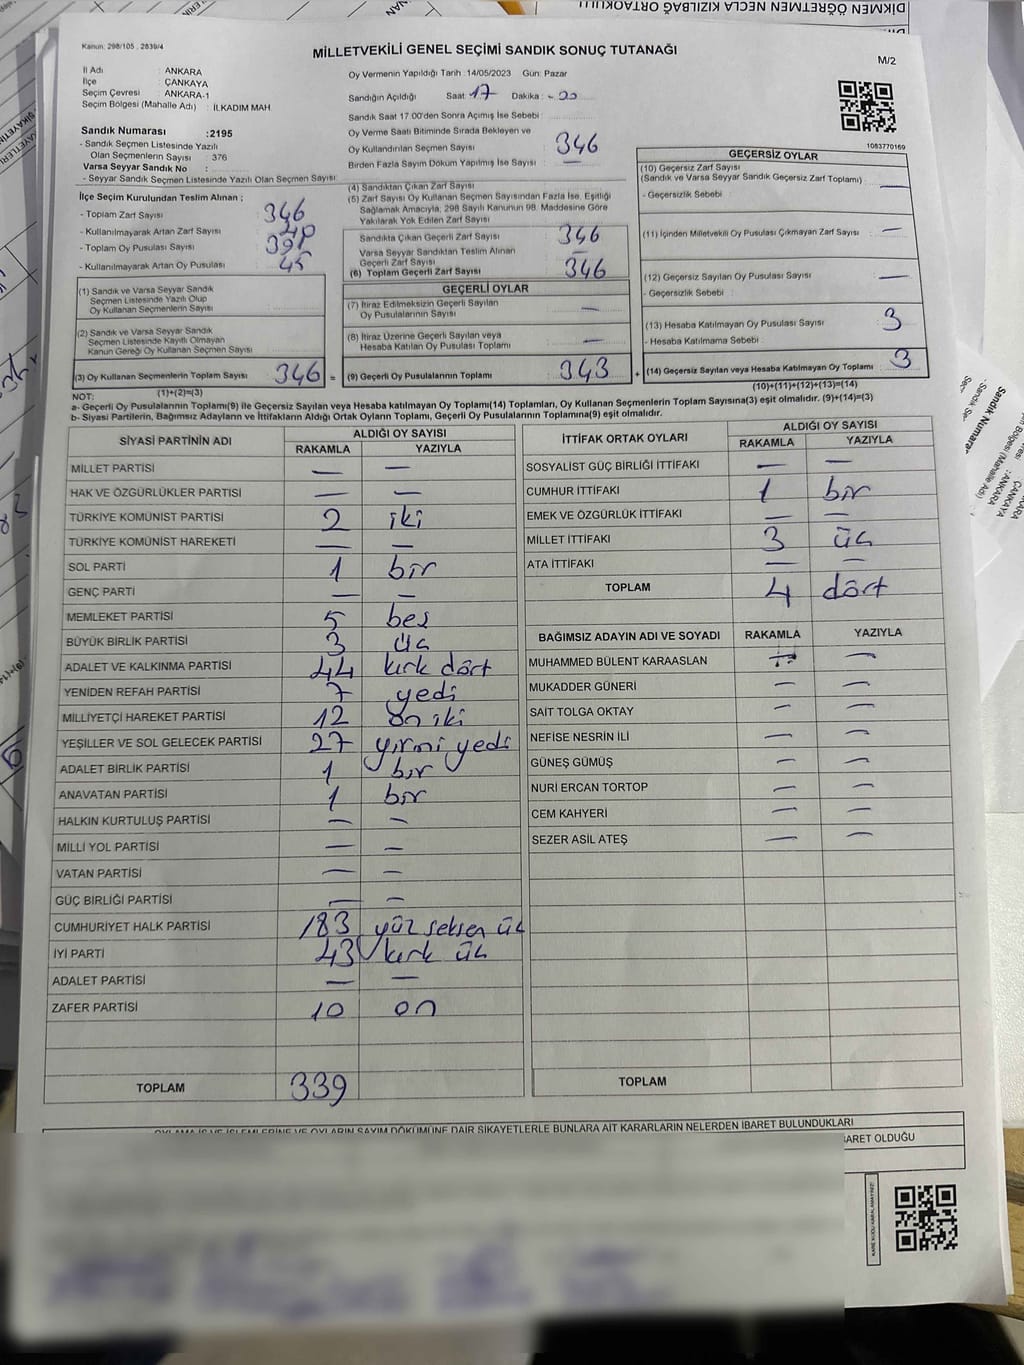 DİKMEN ÖĞRETMEN NECLA KIZILBAĞ ORTAOKULU
Kanun: 298/105 , 2839/4
MİLLETVEKİLİ GENEL SEÇİMİ SANDIK SONUÇ TUTANAĞI
M/2
İl Adı : ANKARA
İlçe : ÇANKAYA
Seçim Çevresi : ANKARA-1
Seçim Bölgesi (Mahalle Adı) : İLKADIM MAH
Sandık Numarası :2195
- Sandık Seçmen Listesinde Yazılı
Olan Seçmenlerin Sayısı : 376
Varsa Seyyar Sandık No :
- Seyyar Sandık Seçmen Listesinde Yazılı Olan Seçmen Sayısı:
Oy Vermenin Yapıldığı Tarih :14/05/2023 Gün: Pazar
Sandığın Açıldığı Saat: 17 Dakika :
Sandık Saat 17.00'den Sonra Açımış İse Sebebi :
Oy Verme Saati Bitiminde Sırada Bekleyen ve
Oy Kullandırılan Seçmen Sayısı : 346
Birden Fazla Sayım Döküm Yapılmış İse Sayısı: —
1083770169
İlçe Seçim Kurulundan Teslim Alınan ;
- Toplam Zarf Sayısı : 346
- Kullanılmayarak Artan Zarf Sayısı :
- Toplam Oy Pusulası Sayısı : 391
- Kullanılmayarak Artan Oy Pusulası : 45
(1) Sandık ve Varsa Seyyar Sandık
Seçmen Listesinde Yazılı Olup
Oy Kullanan Seçmenlerin Sayısı :
(2) Sandık ve Varsa Seyyar Sandık
Seçmen Listesinde Kayıtlı Olmayan
Kanun Gereği Oy Kullanan Seçmen Sayısı :
(3) Oy Kullanan Seçmenlerin Toplam Sayısı : 346 =
(1)+(2)=(3)
(4) Sandıktan Çıkan Zarf Sayısı
(5) Zarf Sayısı Oy Kullanan Seçmen Sayısından Fazla İse, Eşitliği
Sağlamak Amacıyla; 298 Sayılı Kanunun 98. Maddesine Göre
Yakılarak Yok Edilen Zarf Sayısı
Sandıkta Çıkan Geçerli Zarf Sayısı : 346
Varsa Seyyar Sandıktan Teslim Alınan
Geçerli Zarf Sayısı : —
(6) Toplam Geçerli Zarf Sayısı : 346
GEÇERLİ OYLAR
(7) İtiraz Edilmeksizin Geçerli Sayılan
Oy Pusulalarının Sayısı : —
(8) İtiraz Üzerine Geçerli Sayılan veya
Hesaba Katılan Oy Pusulası Toplamı : —
(9) Geçerli Oy Pusulalarının Toplamı : 343 +
GEÇERSİZ OYLAR
(10) Geçersiz Zarf Sayısı
(Sandık ve Varsa Seyyar Sandık Geçersiz Zarf Toplamı) : —
- Geçersizlik Sebebi :
(11) İçinden Milletvekili Oy Pusulası Çıkmayan Zarf Sayısı : —
(12) Geçersiz Sayılan Oy Pusulası Sayısı : —
- Geçersizlik Sebebi :
(13) Hesaba Katılmayan Oy Pusulası Sayısı : 3
- Hesaba Katılmama Sebebi :
(14) Geçersiz Sayılan veya Hesaba Katılmayan Oy Toplamı : 3
(10)+(11)+(12)+(13)=(14)
NOT:
a- Geçerli Oy Pusulalarının Toplamı(9) ile Geçersiz Sayılan veya Hesaba katılmayan Oy Toplamı(14) Toplamları, Oy Kullanan Seçmenlerin Toplam Sayısına(3) eşit olmalıdır. (9)+(14)=(3)
b- Siyasi Partilerin, Bağımsız Adayların ve İttifakların Aldığı Ortak Oyların Toplamı, Geçerli Oy Pusulalarının Toplamına(9) eşit olmalıdır.
SİYASİ PARTİNİN ADI ALDIĞI OY SAYISI
RAKAMLA YAZIYLA
MİLLET PARTİSİ — —
HAK VE ÖZGÜRLÜKLER PARTİSİ — —
TÜRKİYE KOMÜNİST PARTİSİ 2 iki
TÜRKİYE KOMÜNİST HAREKETİ — —
SOL PARTİ 1 bir
GENÇ PARTİ — —
MEMLEKET PARTİSİ 5 beş
BÜYÜK BİRLİK PARTİSİ 3 üç
ADALET VE KALKINMA PARTİSİ 44 kırk dört
YENİDEN REFAH PARTİSİ 7 yedi
MİLLİYETÇİ HAREKET PARTİSİ 12 on iki
YEŞİLLER VE SOL GELECEK PARTİSİ 27 yirmi yedi
ADALET BİRLİK PARTİSİ 1 bir
ANAVATAN PARTİSİ 1 bir
HALKIN KURTULUŞ PARTİSİ — —
MİLLİ YOL PARTİSİ — —
VATAN PARTİSİ — —
GÜÇ BİRLİĞİ PARTİSİ — —
CUMHURİYET HALK PARTİSİ 183 yüz seksen üç
İYİ PARTİ 43 kırk üç
ADALET PARTİSİ — —
ZAFER PARTİSİ 10 on
TOPLAM 339
İTTİFAK ORTAK OYLARI ALDIĞI OY SAYISI
RAKAMLA YAZIYLA
SOSYALİST GÜÇ BİRLİĞİ İTTİFAKI — —
CUMHUR İTTİFAKI 1 bir
EMEK VE ÖZGÜRLÜK İTTİFAKI — —
MİLLET İTTİFAKI 3 üç
ATA İTTİFAKI — —
TOPLAM 4 dört
BAĞIMSIZ ADAYIN ADI VE SOYADI RAKAMLA YAZIYLA
MUHAMMED BÜLENT KARAASLAN — —
MUKADDER GÜNERİ — —
SAİT TOLGA OKTAY — —
NEFİSE NESRİN İLİ — —
GÜNEŞ GÜMÜŞ — —
NURİ ERCAN TORTOP — —
CEM KAHYERİ — —
SEZER ASİL ATEŞ — —
TOPLAM
OYLAMA İŞ VE İŞLEMLERİNE VE OYLARIN SAYIM DÖKÜMÜNE DAİR ŞİKAYETLERLE BUNLARA AİT KARARLARIN NELERDEN İBARET BULUNDUKLARI
BARET OLDUĞU
KARE KODU KARALAMAYINIZ!